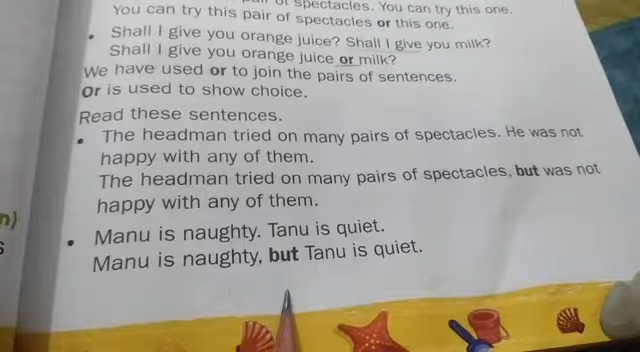 of spectacles. You can try this one.
You can try this pair of spectacles or this one.
• Shall I give you orange juice? Shall I give you milk?
Shall I give you orange juice or milk?
We have used or to join the pairs of sentences.
Or is used to show choice.
Read these sentences.
• The headman tried on many pairs of spectacles. He was not
happy with any of them.
The headman tried on many pairs of spectacles, but was not
happy with any of them.
• Manu is naughty. Tanu is quiet.
Manu is naughty, but Tanu is quiet.
n)
s